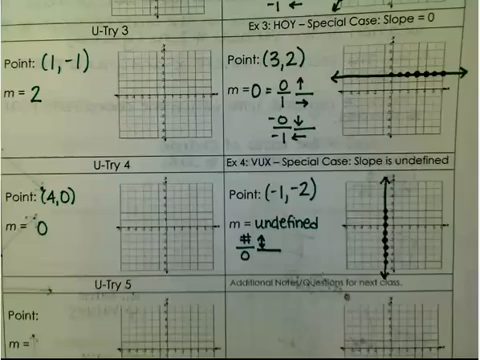 -1 ←
U-Try 3
Ex 3: HOY – Special Case: Slope = 0
Point: (1, -1)
m = 2
Point: (3, 2)
m = 0 = 0/1 ↑ →
-0/-1 ↓ ←
U-Try 4
Ex 4: VUX – Special Case: Slope is undefined
Point: (4, 0)
m = 0
Point: (-1, -2)
m = undefined
#/0 ↕
U-Try 5
Additional Notes/Questions for next class.
Point:
m =